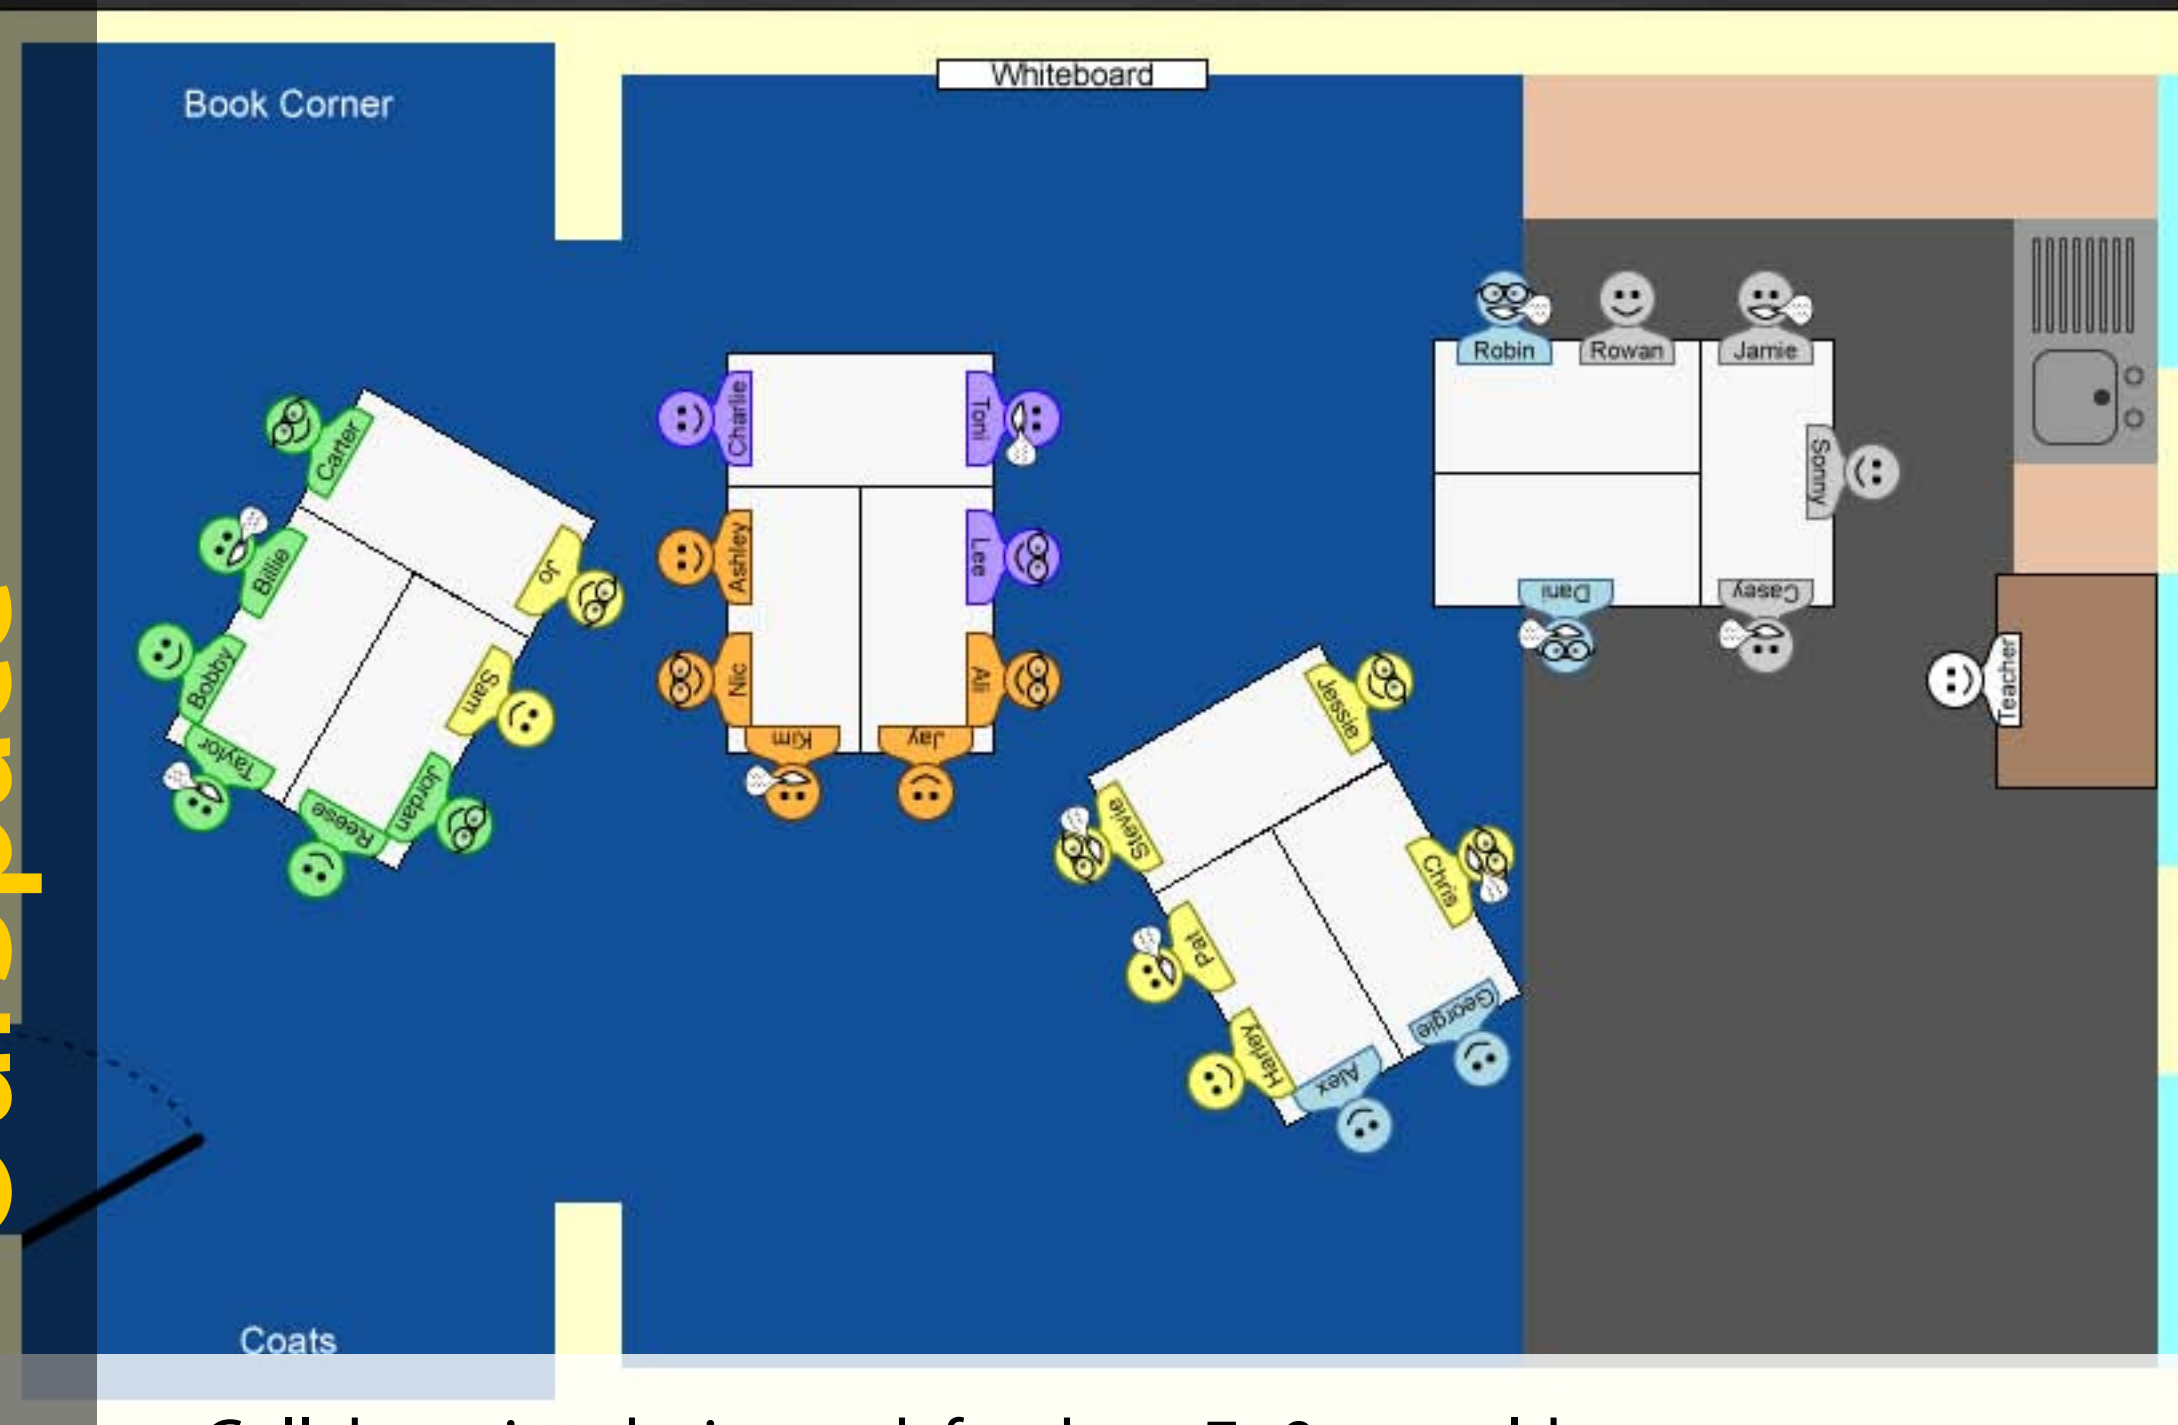 Book Corner
Whiteboard
Robin
Rowan
Jamie
Charlie
Toni
Carter
Sonny
Ashley
Lee
Billie
Jo
Dani
Casey
Nic
Ali
Bobby
Sam
Teacher
Jessie
Kim
Jay
Taylor
Jordan
Reese
Stevie
Chris
Pat
Georgie
Harley
Alex
Coats